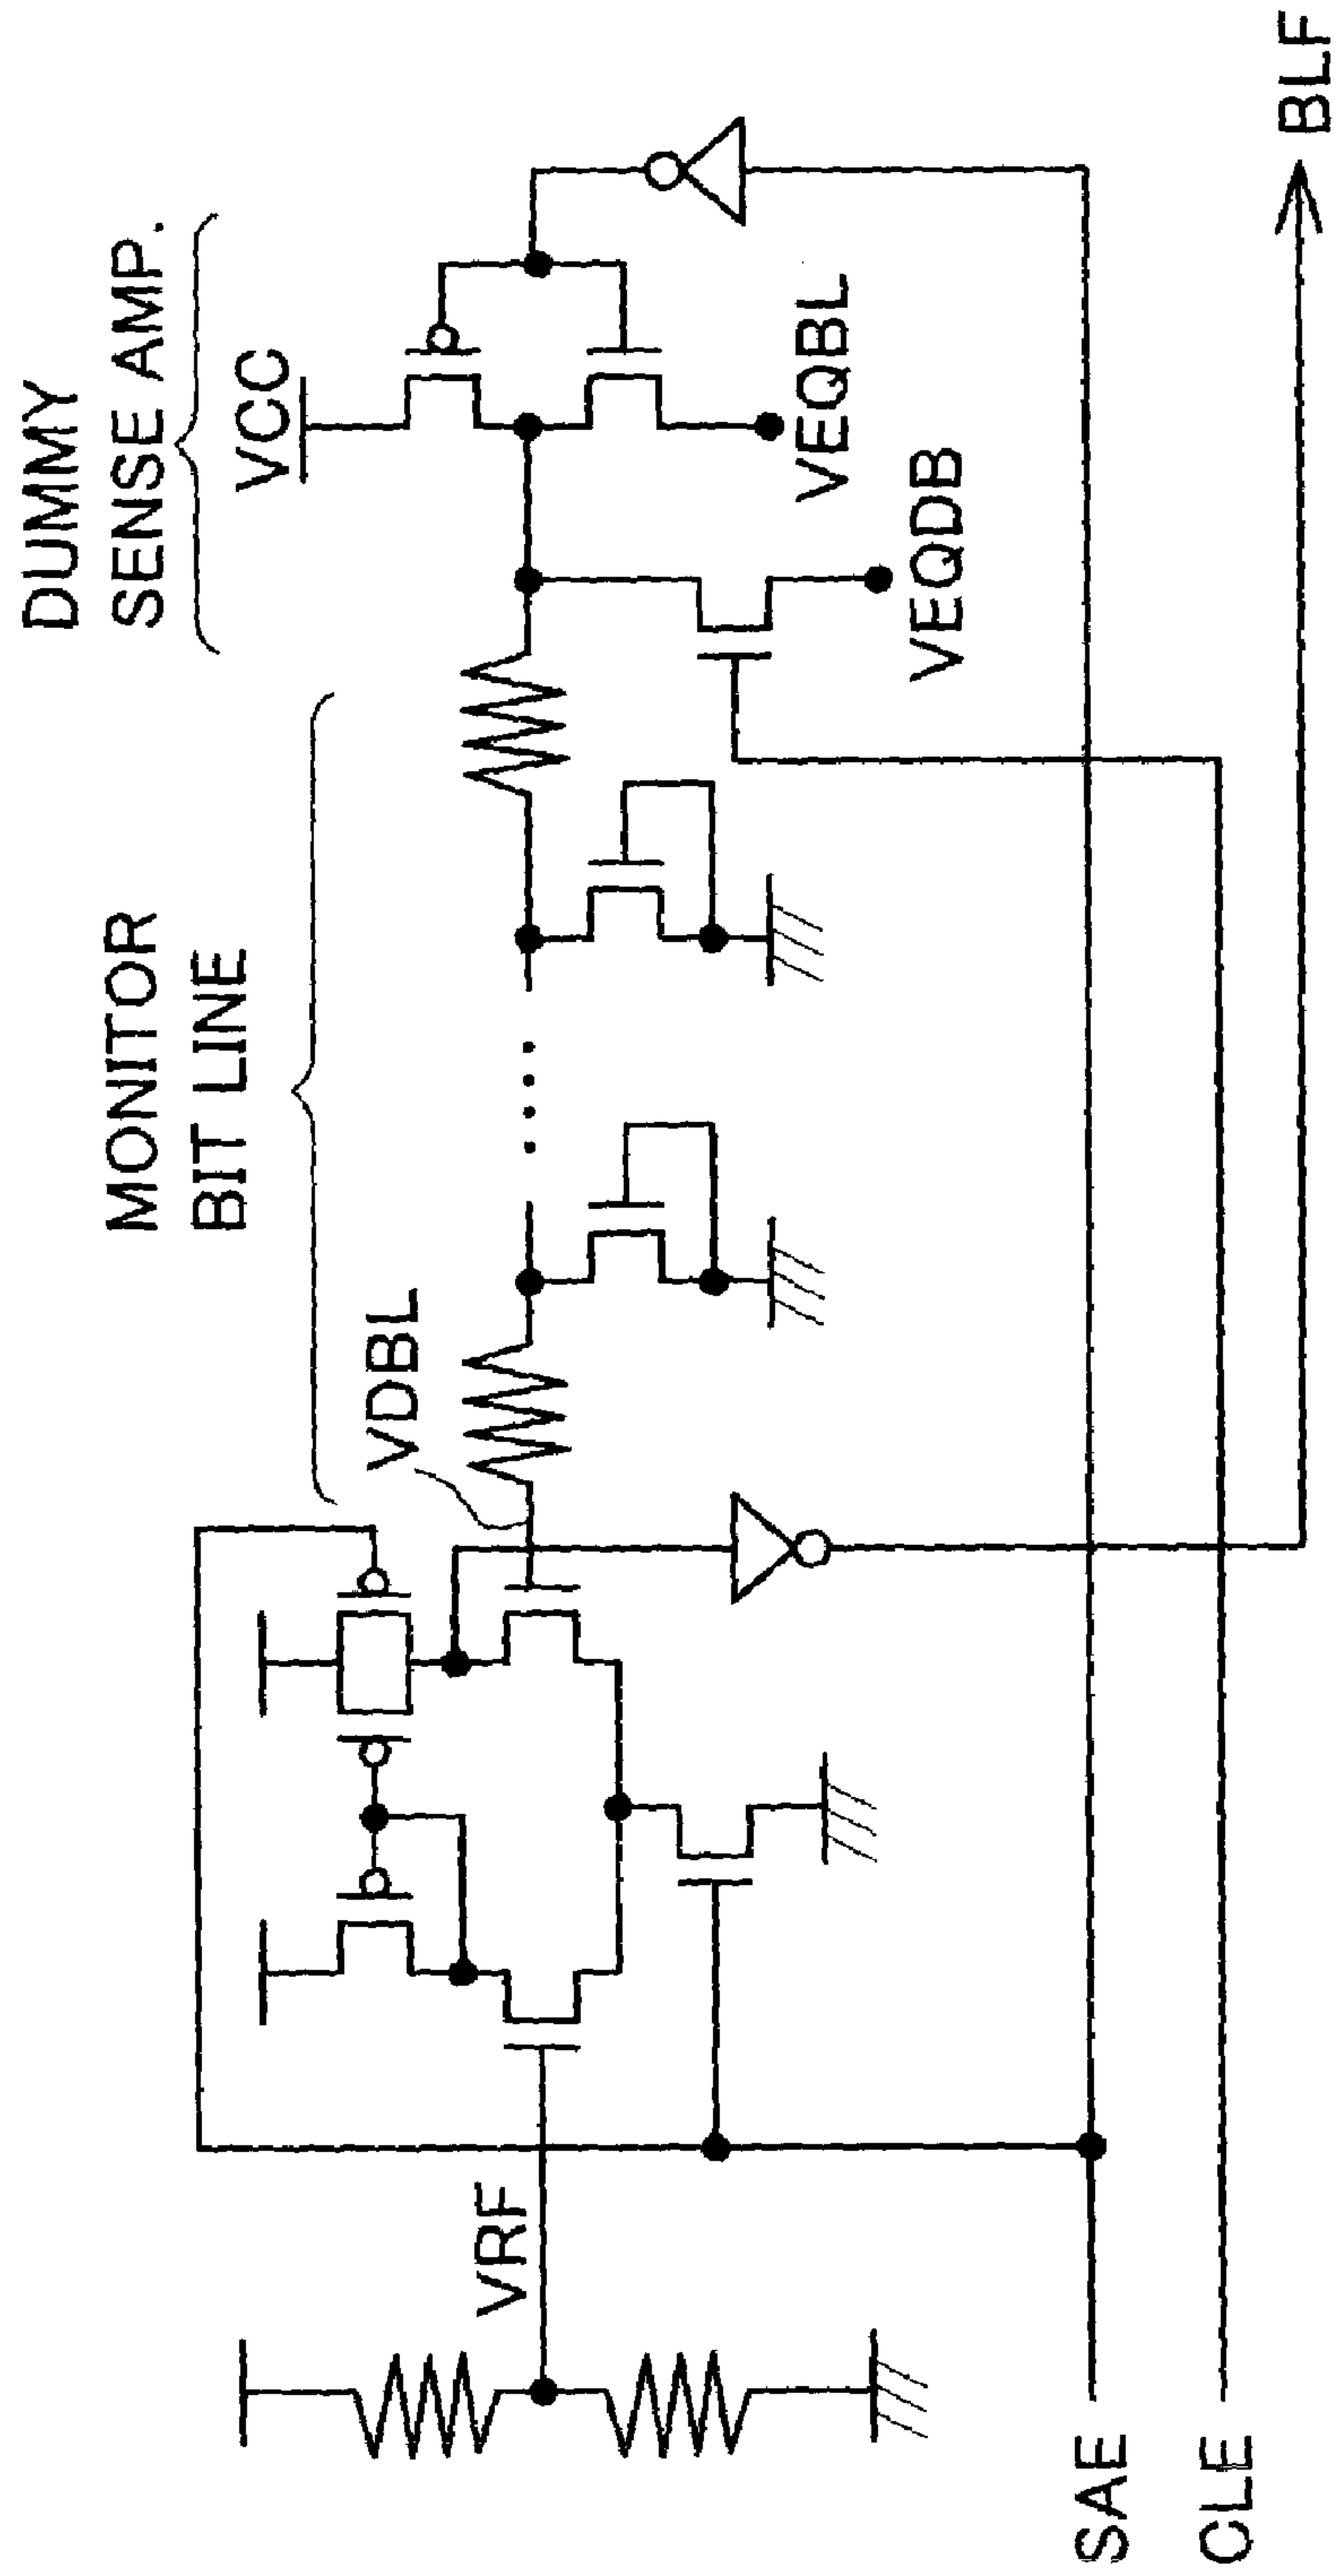 DUMMY
SENSE AMP.
MONITOR
BIT LINE
VCC
VDBL
VEQBL
VEQDB
VRF
SAE
CLE
BLF